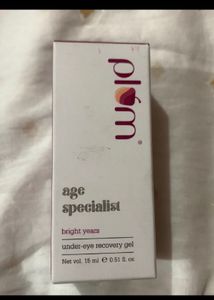 plum®
age
specialist
bright years
under-eye recovery gel
Net vol. 15 ml ℮ 0.51 fl. oz